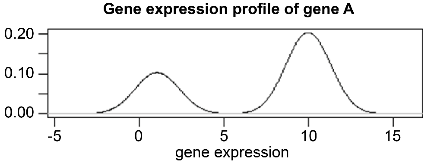 Gene expression profile of gene A
0.20
0.10
0.00
-5 0 5 10 15
gene expression